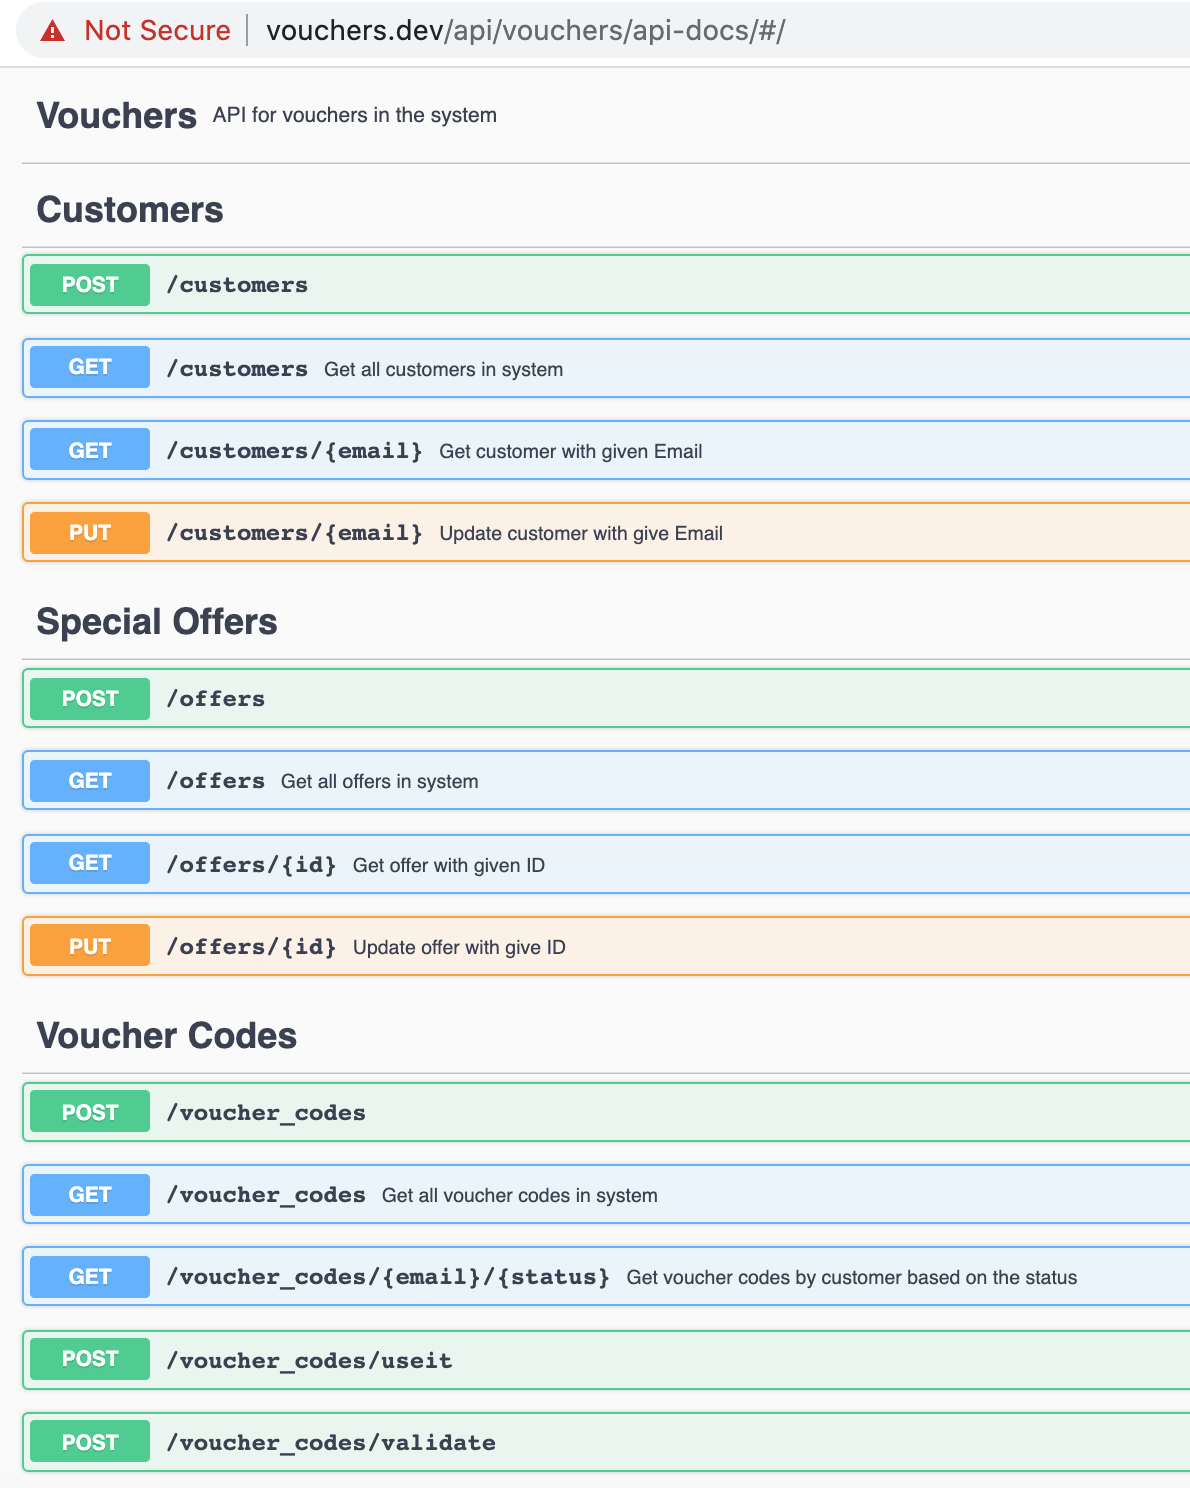 Not Secure | vouchers.dev/api/vouchers/api-docs/#/
Vouchers API for vouchers in the system
Customers
POST /customers
GET /customers Get all customers in system
GET /customers/{email} Get customer with given Email
PUT /customers/{email} Update customer with give Email
Special Offers
POST /offers
GET /offers Get all offers in system
GET /offers/{id} Get offer with given ID
PUT /offers/{id} Update offer with give ID
Voucher Codes
POST /voucher_codes
GET /voucher_codes Get all voucher codes in system
GET /voucher_codes/{email}/{status} Get voucher codes by customer based on the status
POST /voucher_codes/useit
POST /voucher_codes/validate